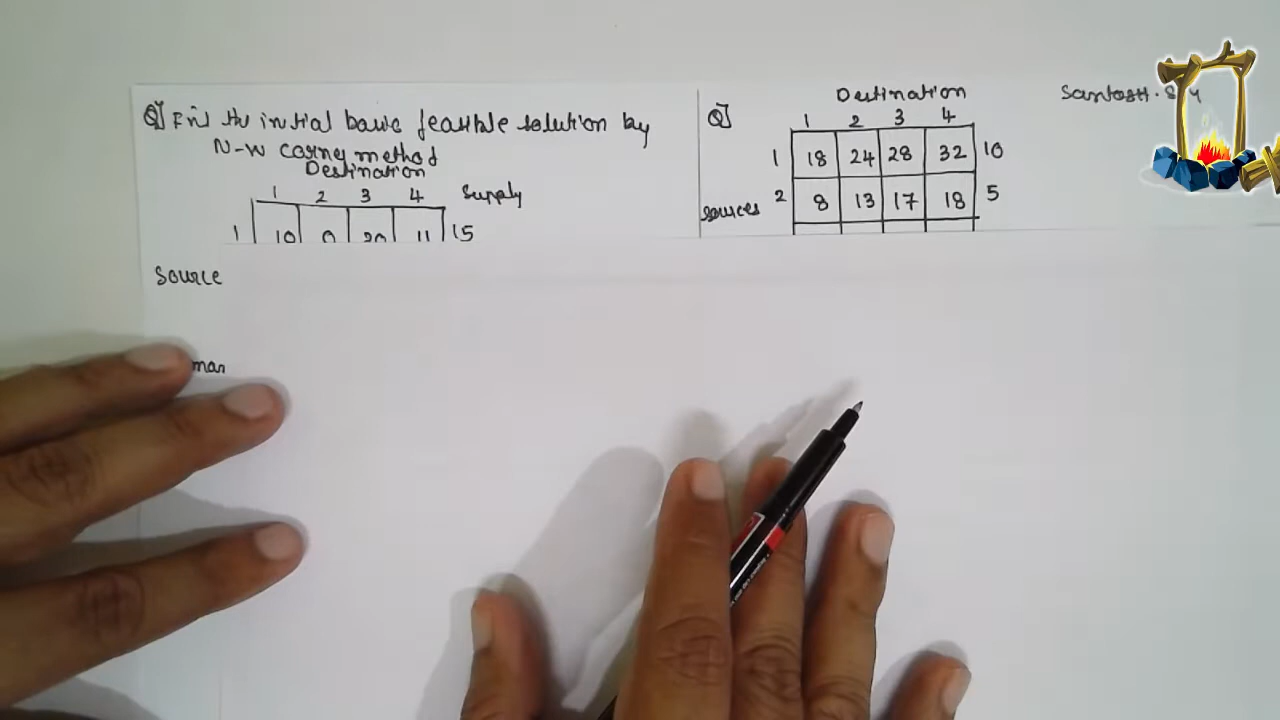 Q] Find the initial basic feasible solution by
N-W corner method
Destination
1 2 3 4 Supply
1 10 0 20 11 15
Source
Q] Destination
1 2 3 4
1 18 24 28 32 10
2 8 13 17 18 5
Sources